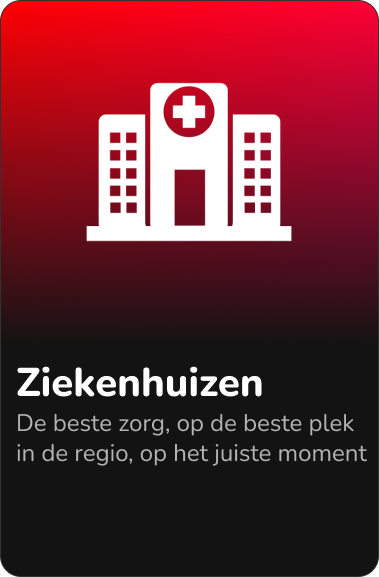 Ziekenhuizen
De beste zorg, op de beste plek
in de regio, op het juiste moment